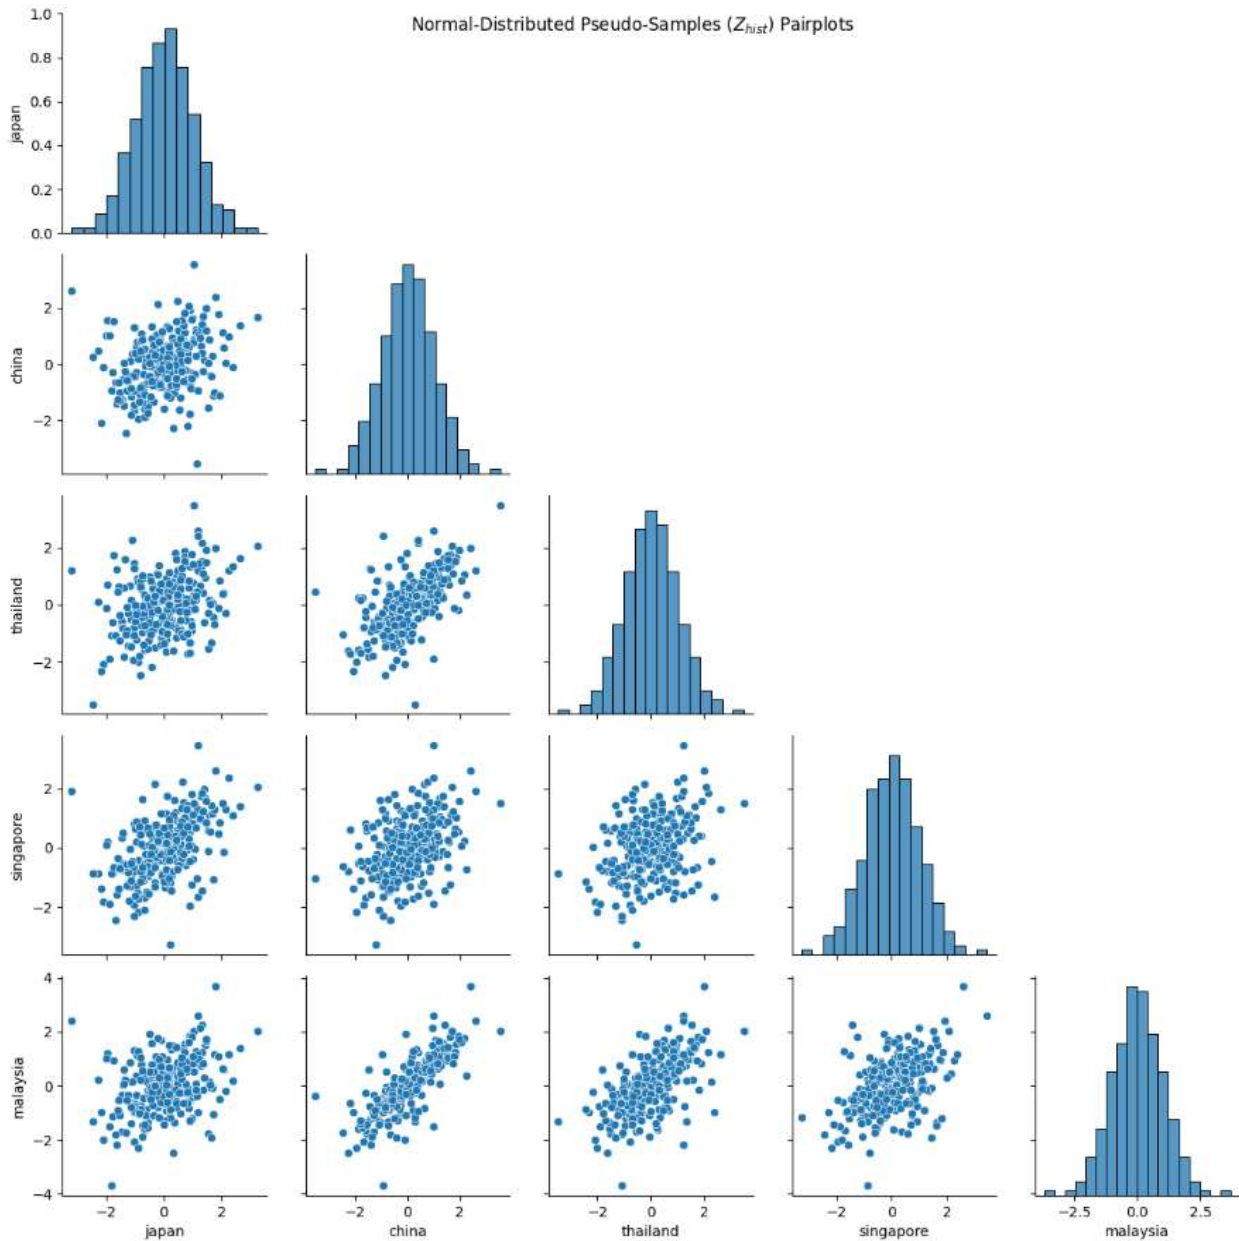 Normal-Distributed Pseudo-Samples (Z_hist) Pairplots
1.0
0.8
0.6
0.4
0.2
0.0
japan
2
0
−2
china
2
0
−2
thailand
2
0
−2
singapore
4
2
0
−2
−4
malaysia
−2 0 2 −2 0 2 −2 0 2 −2 0 2 −2.5 0.0 2.5
japan china thailand singapore malaysia